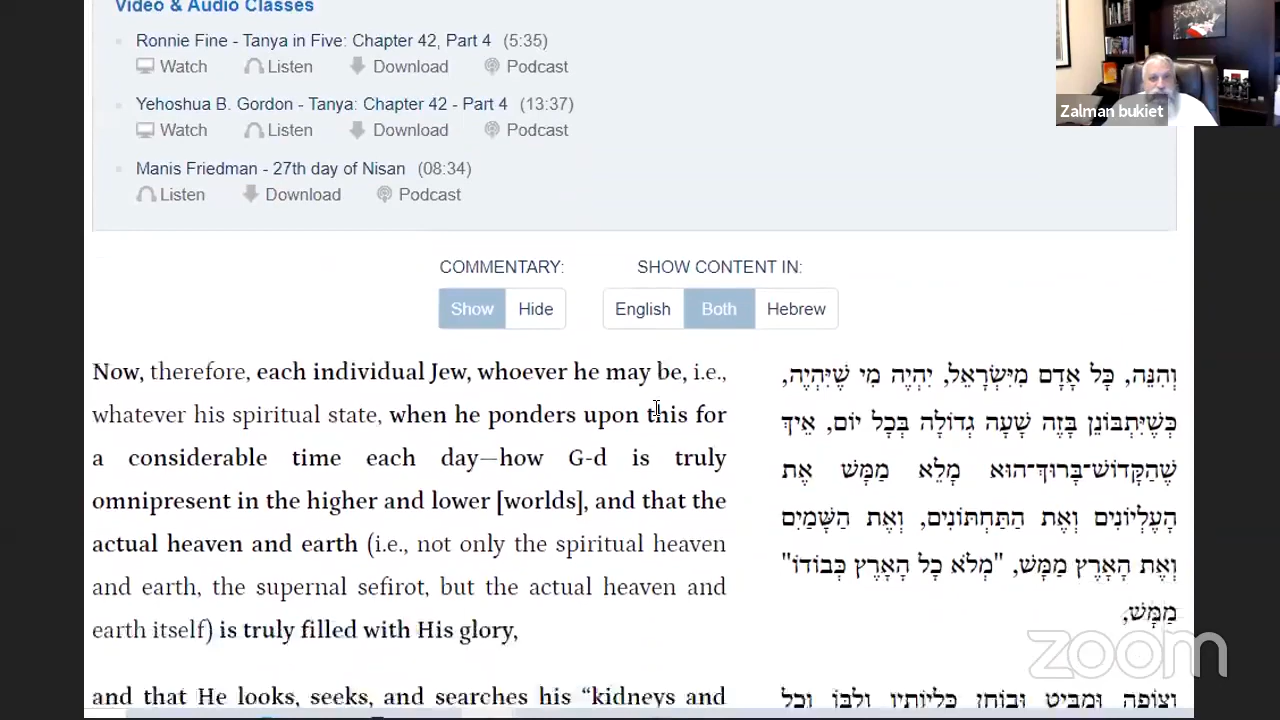 Video & Audio Classes
Ronnie Fine - Tanya in Five: Chapter 42, Part 4 (5:35)
Watch Listen Download Podcast
Yehoshua B. Gordon - Tanya: Chapter 42 - Part 4 (13:37)
Watch Listen Download Podcast
Manis Friedman - 27th day of Nisan (08:34)
Listen Download Podcast
Zalman bukiet
COMMENTARY: SHOW CONTENT IN:
Show Hide English Both Hebrew
Now, therefore, each individual Jew, whoever he may be, i.e.,
whatever his spiritual state, when he ponders upon this for
a considerable time each day—how G-d is truly
omnipresent in the higher and lower [worlds], and that the
actual heaven and earth (i.e., not only the spiritual heaven
and earth, the supernal sefirot, but the actual heaven and
earth itself) is truly filled with His glory,
and that He looks, seeks, and searches his “kidneys and
וְהִנֵּה, כָּל אָדָם מִיִּשְׂרָאֵל, יִהְיֶה מִי שֶׁיִּהְיֶה,
כְּשֶׁיִּתְבּוֹנֵן בָּזֶה שָׁעָה גְדוֹלָה בְּכָל יוֹם, אֵיךְ
שֶׁהַקָּדוֹשׁ־בָּרוּךְ־הוּא מָלֵא מַמָּשׁ אֶת
הָעֶלְיוֹנִים וְאֶת הַתַּחְתּוֹנִים, וְאֶת הַשָּׁמַיִם
וְאֶת הָאָרֶץ מַמָּשׁ, "מְלֹא כָל הָאָרֶץ כְּבוֹדוֹ"
מַמָּשׁ,
וְצוֹפֶה וּמַבִּיט וּבוֹחֵן כִּלְיוֹתָיו וְלִבּוֹ וְכָל
zoom